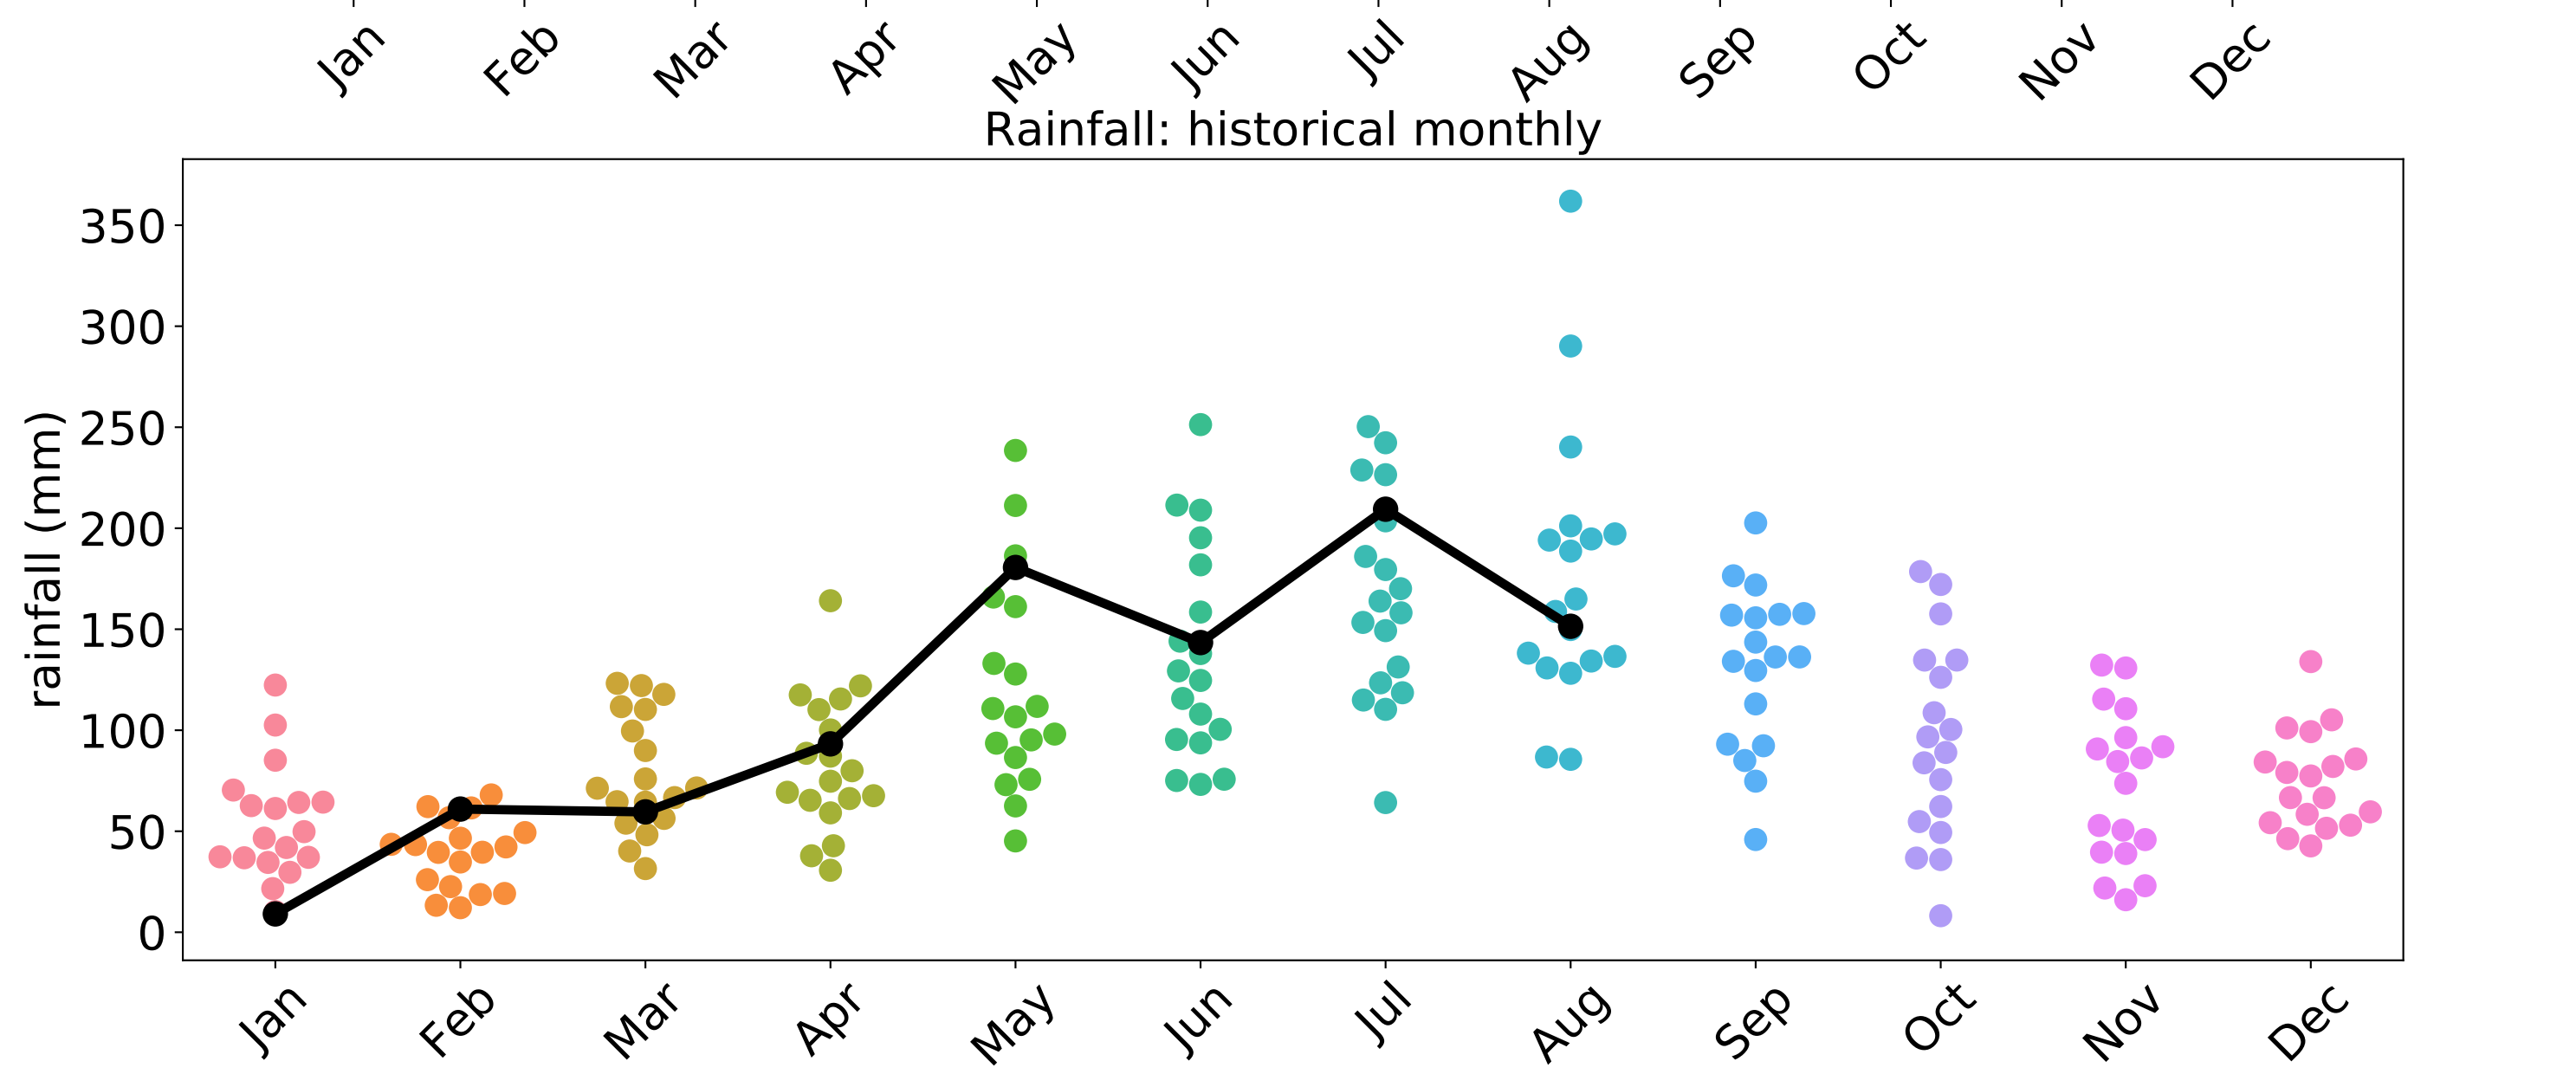 Jan Feb Mar Apr May Jun Jul Aug Sep Oct Nov Dec
Rainfall: historical monthly
rainfall (mm)
350
300
250
200
150
100
50
0
Jan Feb Mar Apr May Jun Jul Aug Sep Oct Nov Dec